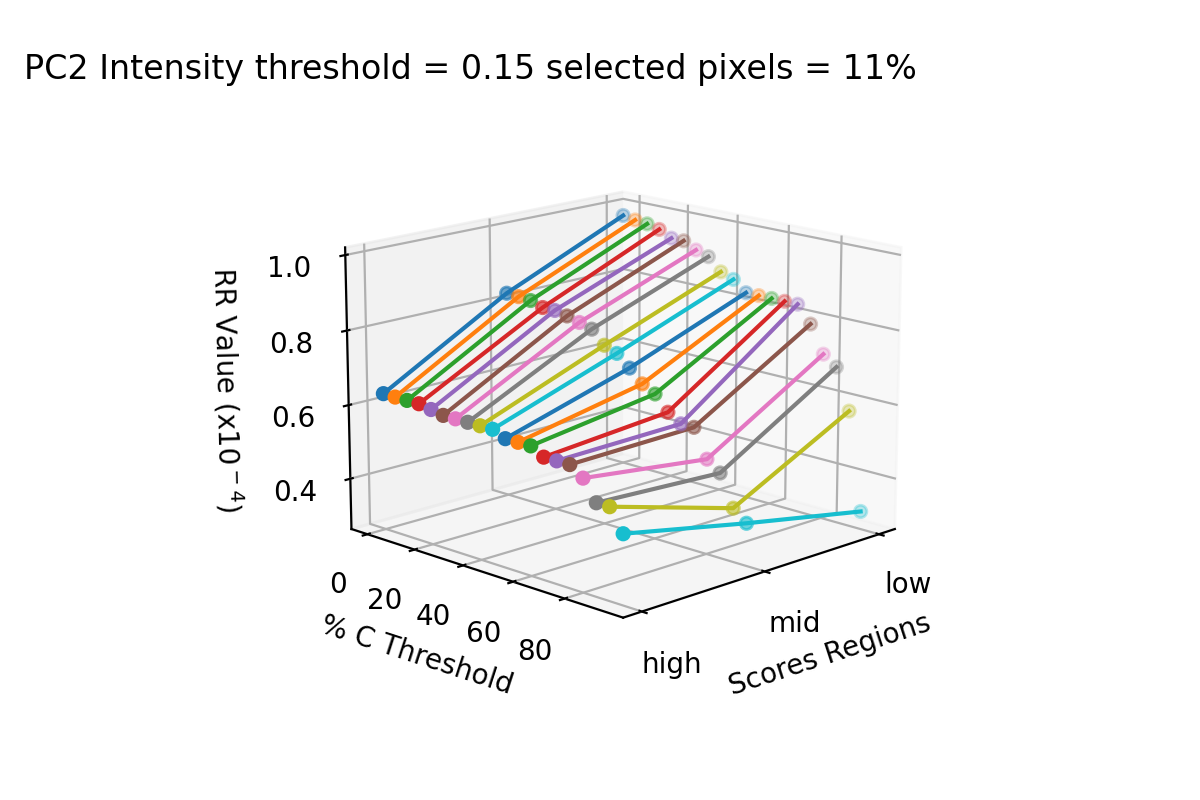 PC2 Intensity threshold = 0.15 selected pixels = 11%
RR Value (x10⁻⁴)
1.0
0.8
0.6
0.4
0
20
40
60
80
% C Threshold
high
mid
low
Scores Regions